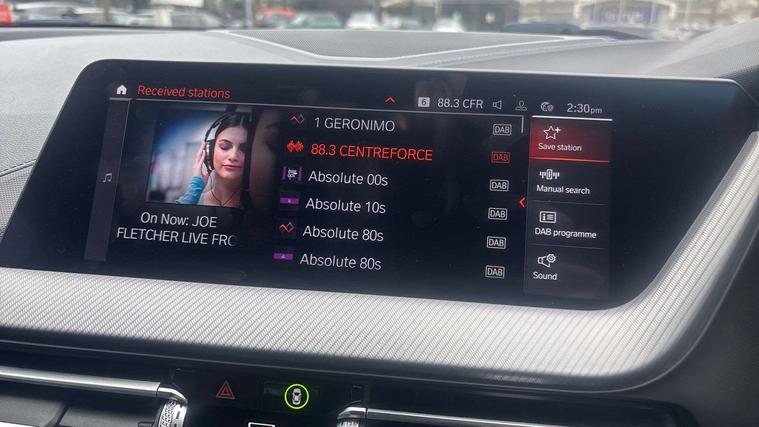 Received stations
6 88.3 CFR 2:30pm
1 GERONIMO DAB
88.3 CENTREFORCE DAB
Absolute 00s DAB
Absolute 10s DAB
Absolute 80s DAB
Absolute 80s DAB
On Now: JOE
FLETCHER LIVE FRO
Save station
Manual search
DAB programme
Sound